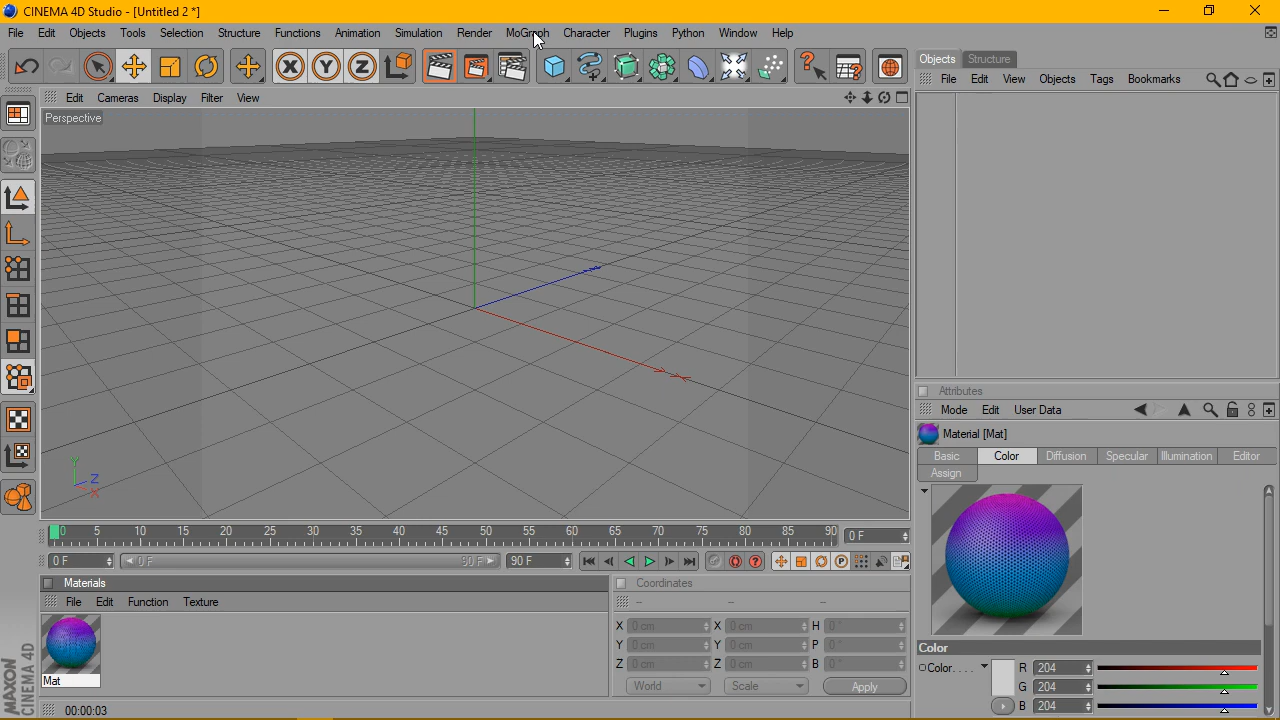 CINEMA 4D Studio - [Untitled 2 *]
File Edit Objects Tools Selection Structure Functions Animation Simulation Render MoGraph Character Plugins Python Window Help
Objects Structure
File Edit View Objects Tags Bookmarks
Edit Cameras Display Filter View
Perspective
Y
Z
X
Attributes
Mode Edit User Data
Material [Mat]
Basic Color Diffusion Specular Illumination Editor
Assign
0 5 10 15 20 25 30 35 40 45 50 55 60 65 70 75 80 85 90 0 F
0 F 0 F 90 F 90 F
Materials
File Edit Function Texture
Mat
Coordinates
-- -- --
X 0 cm X 0 cm H 0 °
Y 0 cm Y 0 cm P 0 °
Z 0 cm Z 0 cm B 0 °
World Scale Apply
Color
Color. . . . R 204
G 204
B 204
MAXON
CINEMA 4D
00:00:03